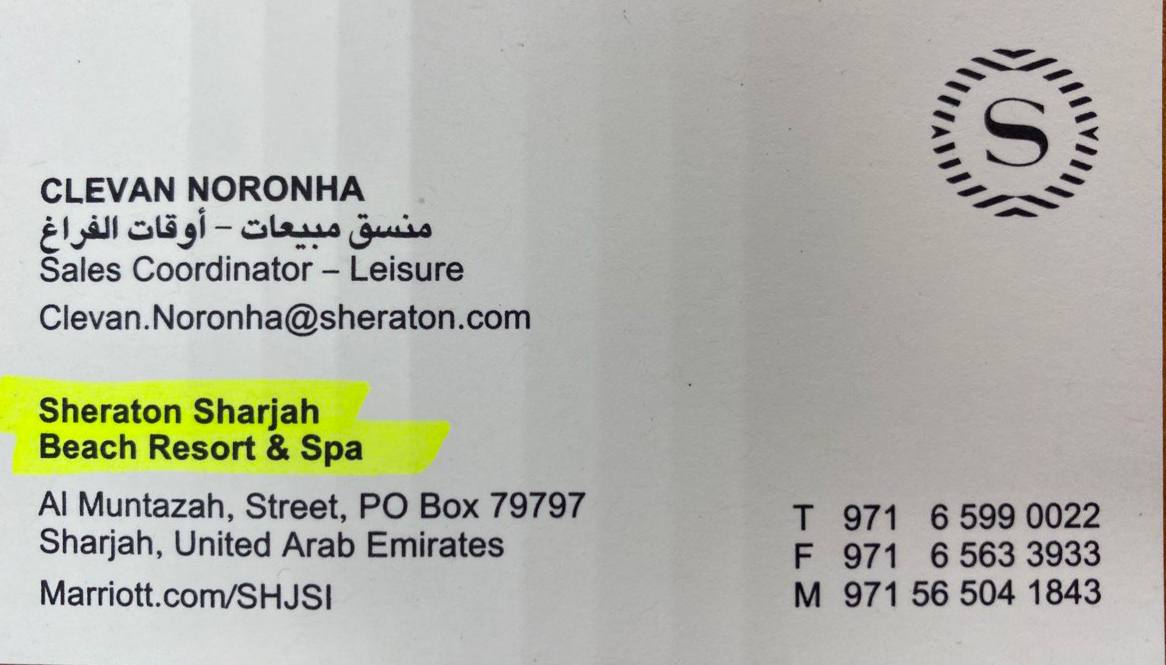 S
CLEVAN NORONHA
منسق مبيعات – أوقات الفراغ
Sales Coordinator – Leisure
Clevan.Noronha@sheraton.com
Sheraton Sharjah
Beach Resort & Spa
Al Muntazah, Street, PO Box 79797
Sharjah, United Arab Emirates
Marriott.com/SHJSI
T 971 6 599 0022
F 971 6 563 3933
M 971 56 504 1843